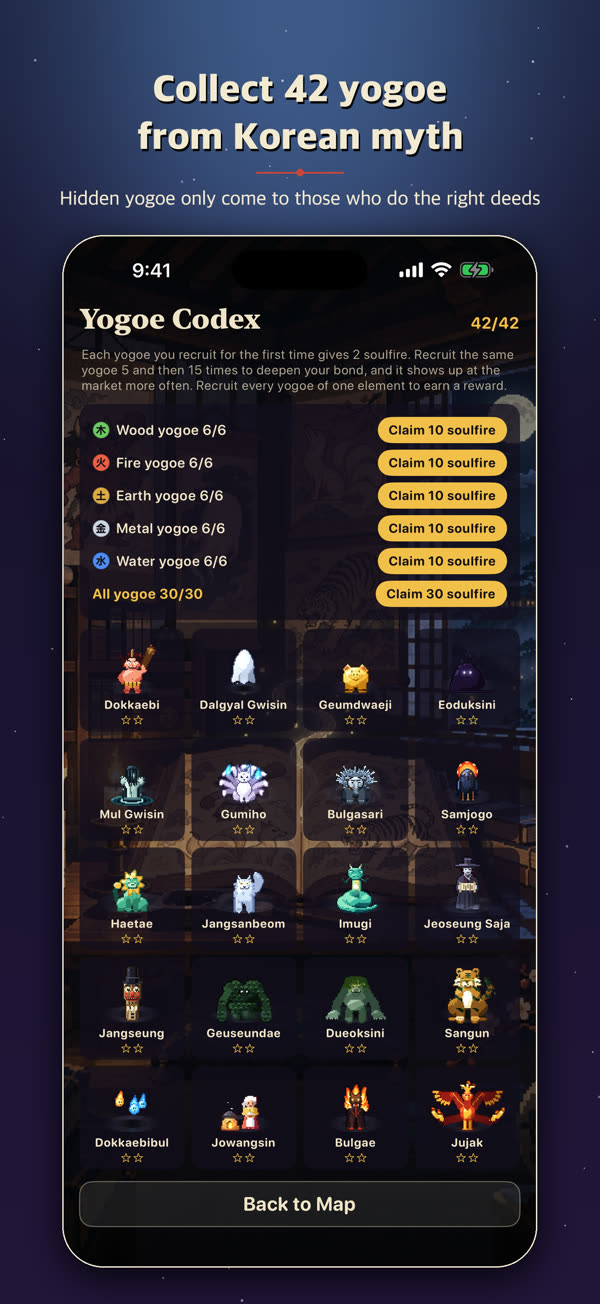 Collect 42 yogoe
from Korean myth
Hidden yogoe only come to those who do the right deeds
9:41
Yogoe Codex
42/42
Each yogoe you recruit for the first time gives 2 soulfire. Recruit the same
yogoe 5 and then 15 times to deepen your bond, and it shows up at the
market more often. Recruit every yogoe of one element to earn a reward.
木 Wood yogoe 6/6 Claim 10 soulfire
火 Fire yogoe 6/6 Claim 10 soulfire
土 Earth yogoe 6/6 Claim 10 soulfire
金 Metal yogoe 6/6 Claim 10 soulfire
水 Water yogoe 6/6 Claim 10 soulfire
All yogoe 30/30 Claim 30 soulfire
Dokkaebi Dalgyal Gwisin Geumdwaeji Eoduksini
☆☆ ☆☆ ☆☆ ☆☆
Mul Gwisin Gumiho Bulgasari Samjogo
☆☆ ☆☆ ☆☆ ☆☆
Haetae Jangsanbeom Imugi Jeoseung Saja
☆☆ ☆☆ ☆☆ ☆☆
Jangseung Geuseundae Dueoksini Sangun
☆☆ ☆☆ ☆☆ ☆☆
Dokkaebibul Jowangsin Bulgae Jujak
☆☆ ☆☆ ☆☆ ☆☆
Back to Map